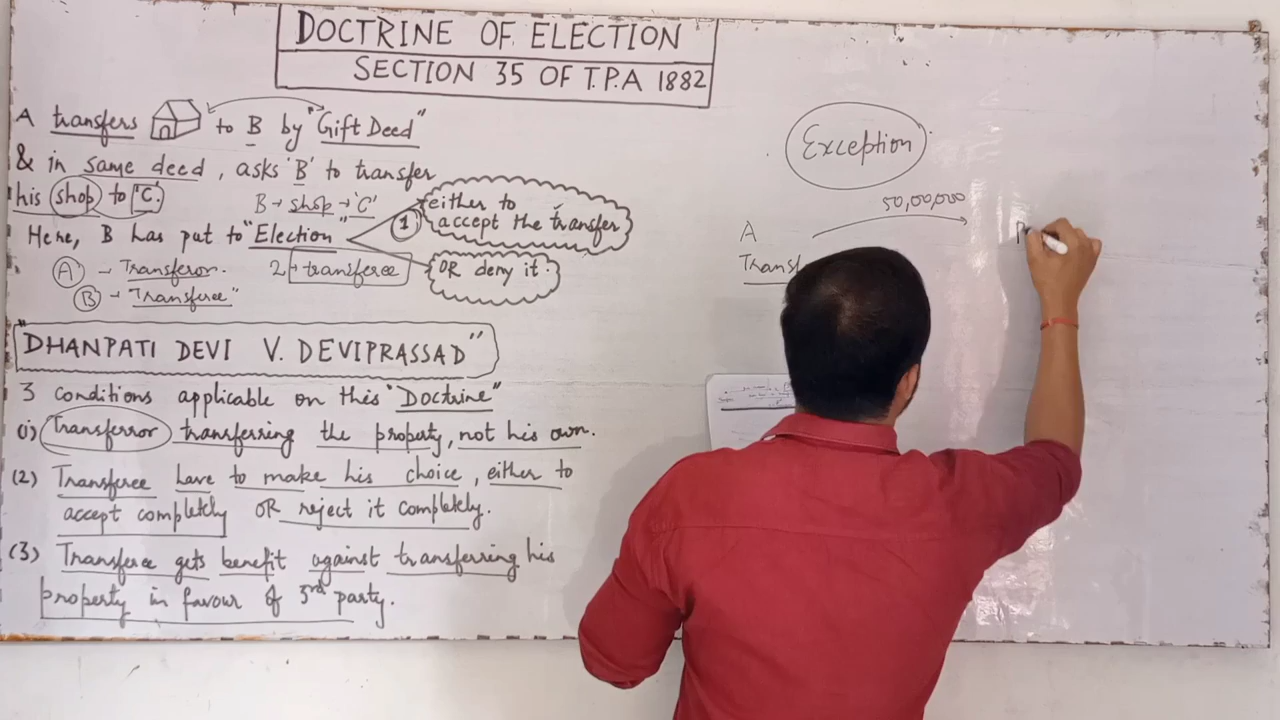 DOCTRINE OF ELECTION
SECTION 35 OF T.P.A 1882
A transfers to B by "Gift Deed"
& in same deed, asks 'B' to transfer
his shop to 'C'.
B → shop → 'C'
Here, B has put to "Election"
1
either to
accept the transfer
OR deny it.
A - Transferor.
2 → transferee
B - "Transferee"
"DHANPATI DEVI V. DEVIPRASSAD"
3 conditions applicable on this "Doctrine"
(1) Transferror transferring the property, not his own.
(2) Transferee have to make his choice, either to
accept completely OR reject it completely.
(3) Transferee gets benefit against transferring his
property in favour of 3rd party.
Exception
50,00,000
A